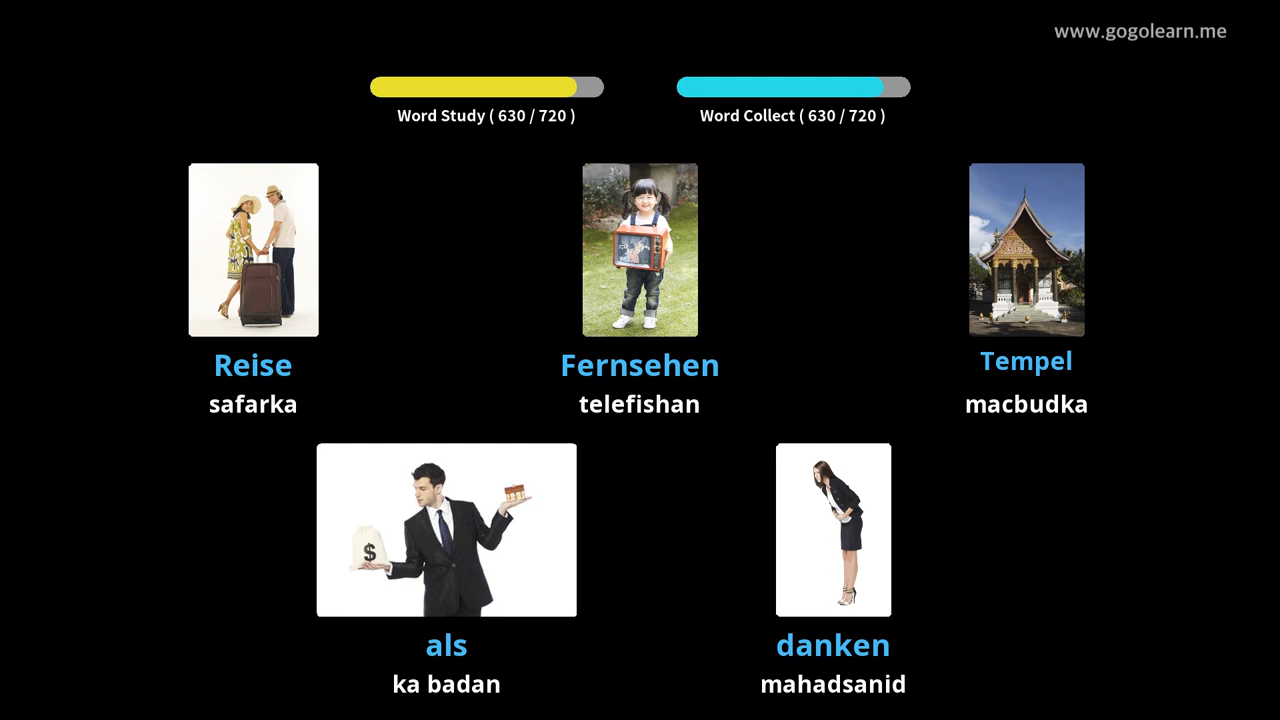 www.gogolearn.me
Word Study ( 630 / 720 )
Word Collect ( 630 / 720 )
Reise
safarka
Fernsehen
telefishan
Tempel
macbudka
$
als
ka badan
danken
mahadsanid